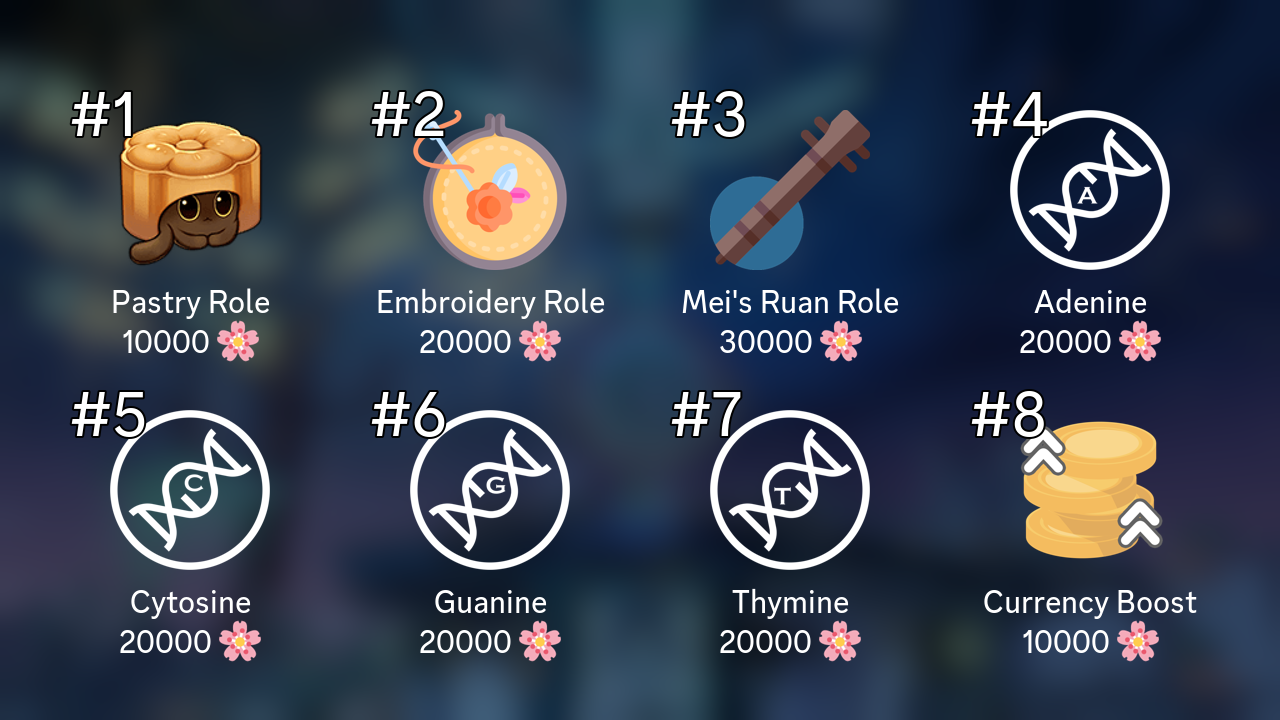 #1
#2
#3
#4
A
Pastry Role
10000
Embroidery Role
20000
Mei's Ruan Role
30000
Adenine
20000
#5
#6
#7
#8
C
G
T
Cytosine
20000
Guanine
20000
Thymine
20000
Currency Boost
10000